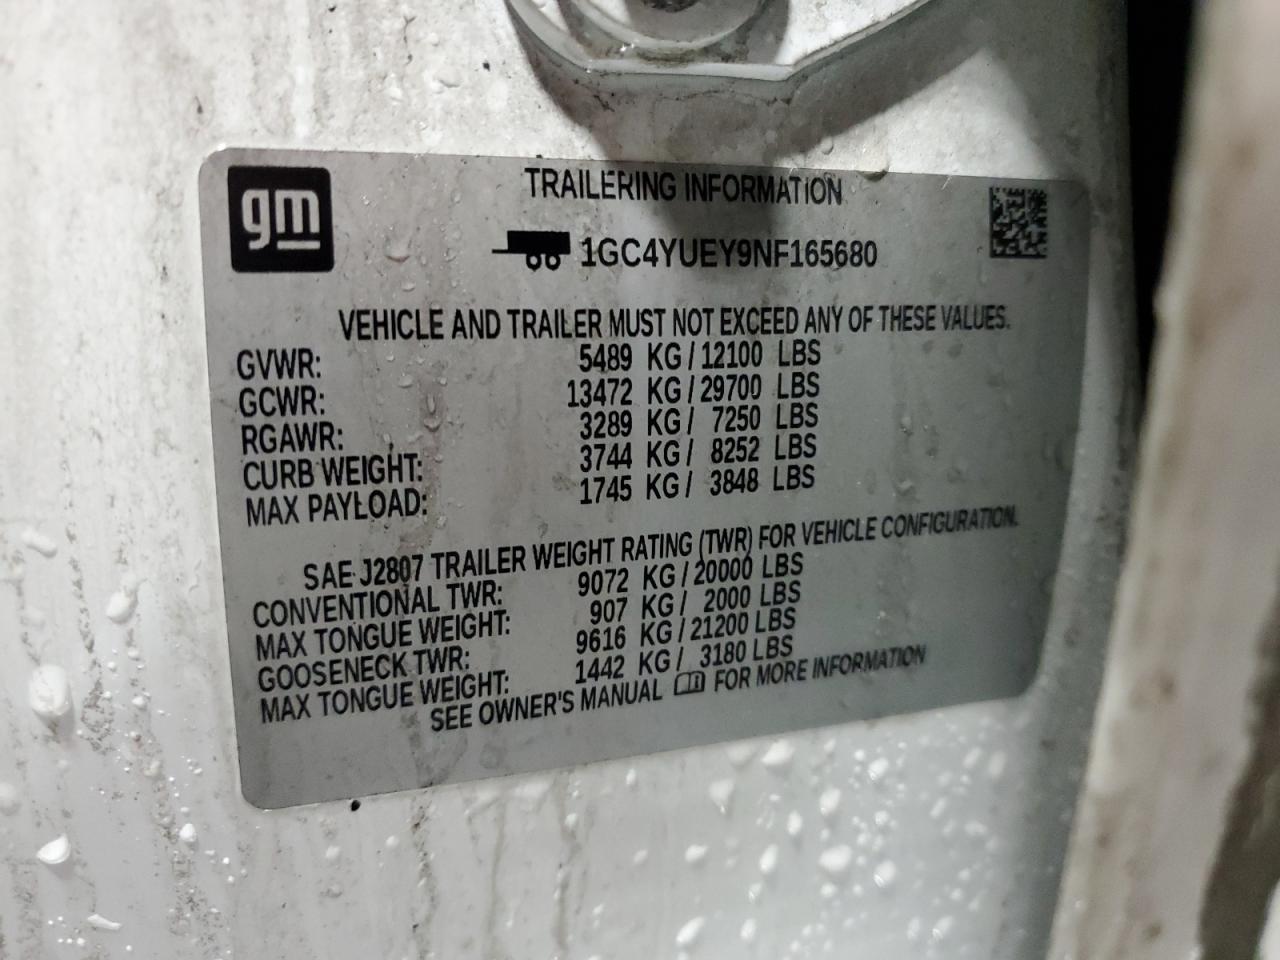 gm
TRAILERING INFORMATION
1GC4YUEY9NF165680
VEHICLE AND TRAILER MUST NOT EXCEED ANY OF THESE VALUES.
GVWR: 5489 KG / 12100 LBS
GCWR: 13472 KG / 29700 LBS
RGAWR: 3289 KG / 7250 LBS
CURB WEIGHT: 3744 KG / 8252 LBS
MAX PAYLOAD: 1745 KG / 3848 LBS
SAE J2807 TRAILER WEIGHT RATING (TWR) FOR VEHICLE CONFIGURATION.
CONVENTIONAL TWR: 9072 KG / 20000 LBS
MAX TONGUE WEIGHT: 907 KG / 2000 LBS
GOOSENECK TWR: 9616 KG / 21200 LBS
MAX TONGUE WEIGHT: 1442 KG / 3180 LBS
SEE OWNER'S MANUAL FOR MORE INFORMATION